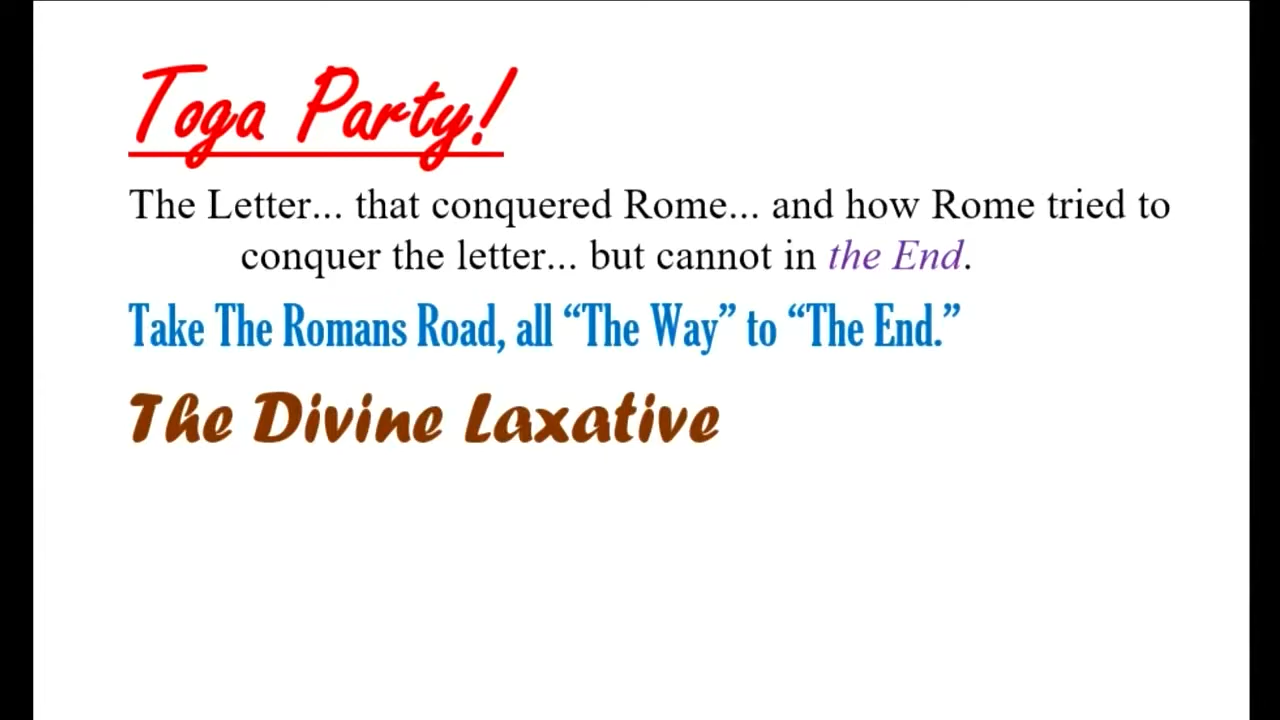 Toga Party!
The Letter... that conquered Rome... and how Rome tried to
conquer the letter... but cannot in the End.
Take The Romans Road, all “The Way” to “The End.”
The Divine Laxative